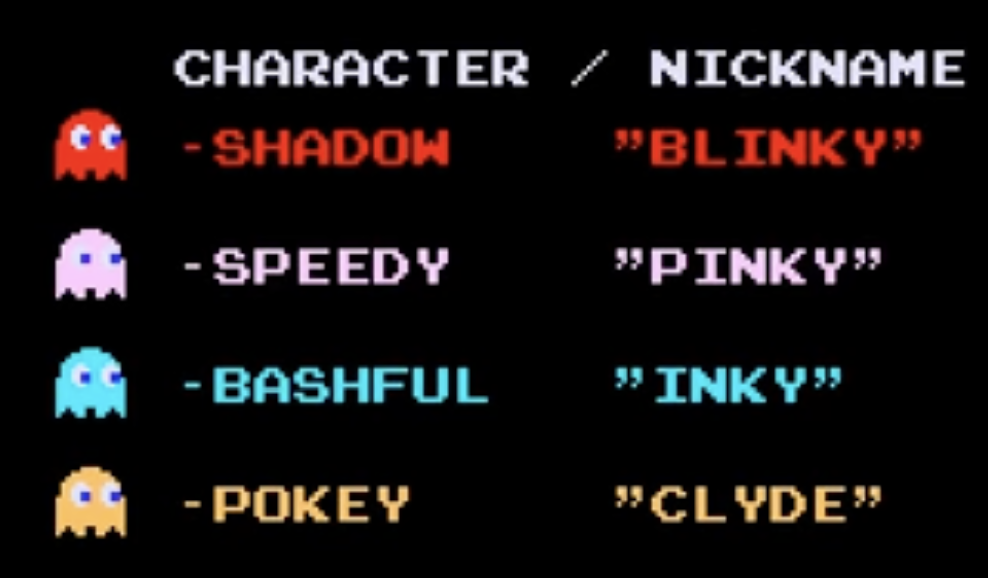 CHARACTER / NICKNAME
-SHADOW ”BLINKY”
-SPEEDY ”PINKY”
-BASHFUL ”INKY”
-POKEY ”CLYDE”